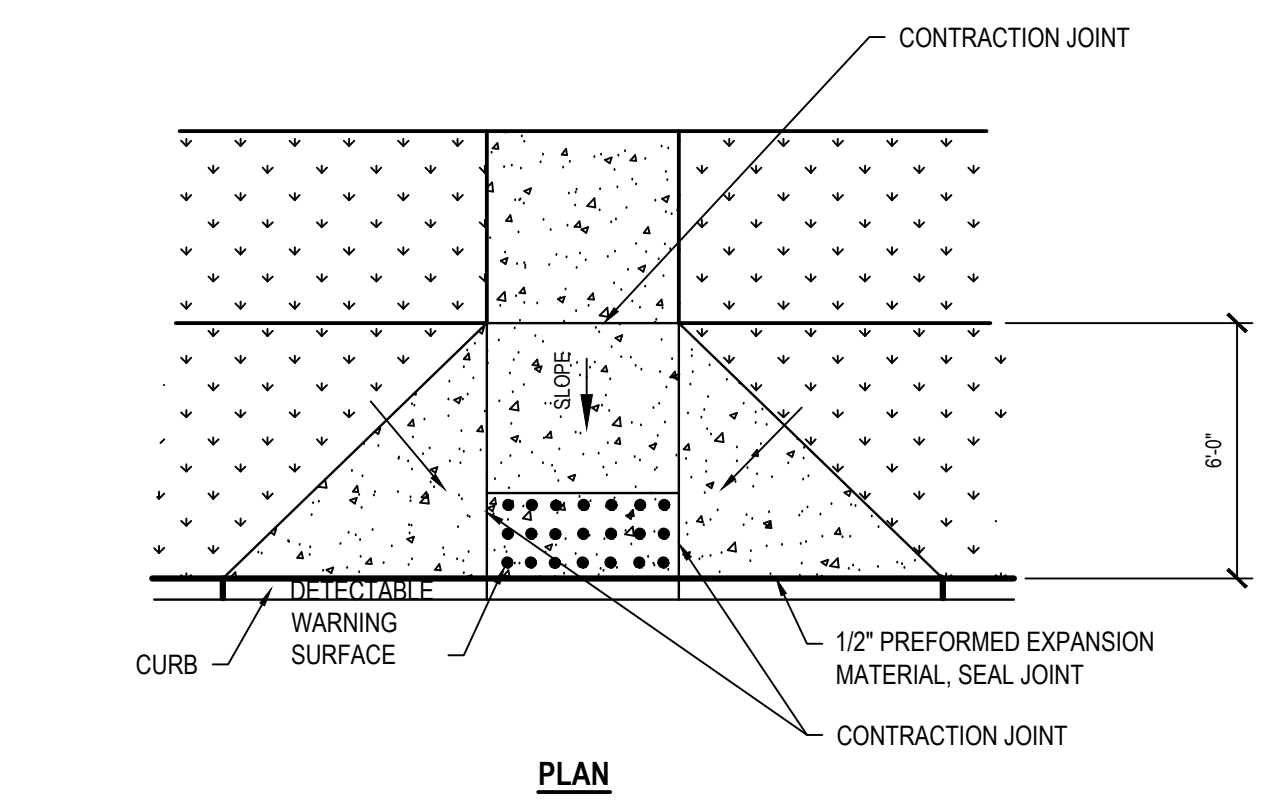 CONTRACTION JOINT
SLOPE
6'-0"
DETECTABLE
WARNING
SURFACE
CURB
1/2" PREFORMED EXPANSION
MATERIAL, SEAL JOINT
CONTRACTION JOINT
PLAN